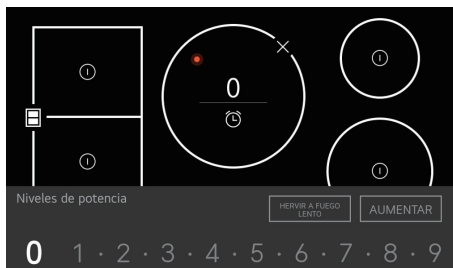 0
Niveles de potencia
HERVIR A FUEGO
LENTO
AUMENTAR
0 1 · 2 · 3 · 4 · 5 · 6 · 7 · 8 · 9